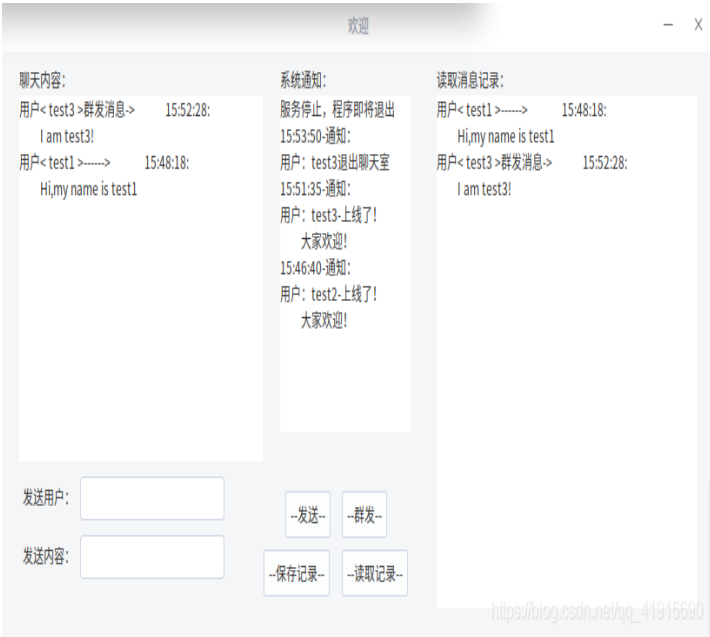 欢迎
聊天内容：
用户< test3 >群发消息-> 15:52:28:
I am test3!
用户< test1 >------> 15:48:18:
Hi,my name is test1
系统通知：
服务停止，程序即将退出
15:53:50-通知：
用户：test3退出聊天室
15:51:35-通知：
用户：test3-上线了！
大家欢迎！
15:46:40-通知：
用户：test2-上线了！
大家欢迎！
读取消息记录：
用户< test1 >------> 15:48:18:
Hi,my name is test1
用户< test3 >群发消息-> 15:52:28:
I am test3!
发送用户：
发送内容：
--发送--
--群发--
--保存记录--
--读取记录--
https://blog.csdn.net/qq_41915690